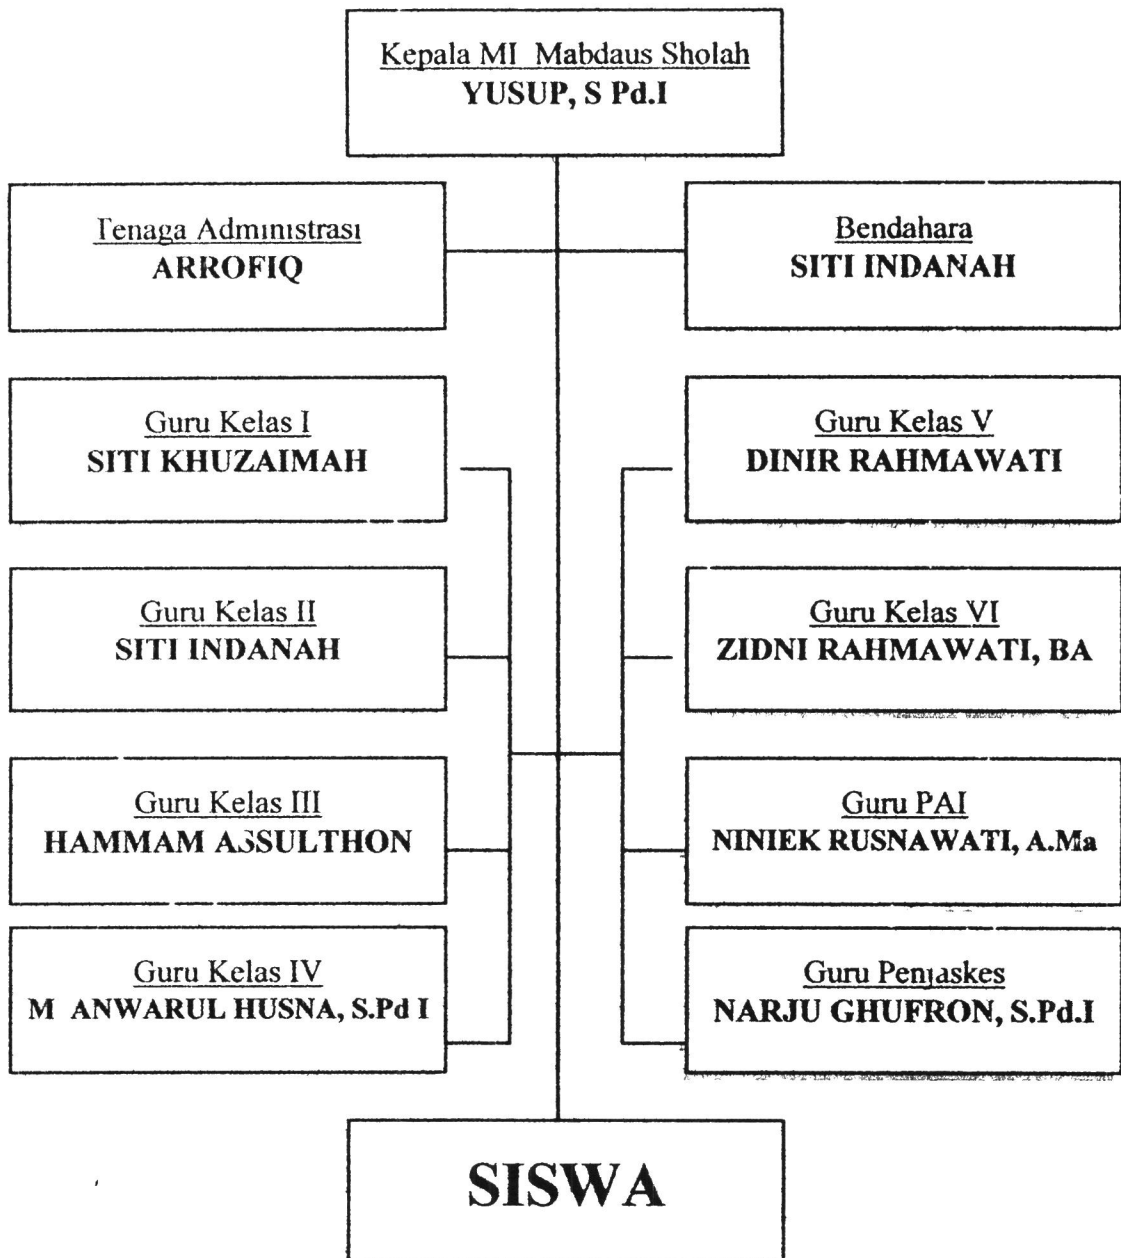 Kepala MI Mabdaus Sholah
YUSUP, S Pd.I
Tenaga Administrasi
ARROFIQ
Bendahara
SITI INDANAH
Guru Kelas I
SITI KHUZAIMAH
Guru Kelas V
DINIR RAHMAWATI
Guru Kelas II
SITI INDANAH
Guru Kelas VI
ZIDNI RAHMAWATI, BA
Guru Kelas III
HAMMAM ASSULTHON
Guru PAI
NINIEK RUSNAWATI, A.Ma
Guru Kelas IV
M ANWARUL HUSNA, S.Pd I
Guru Penjaskes
NARJU GHUFRON, S.Pd.I
SISWA